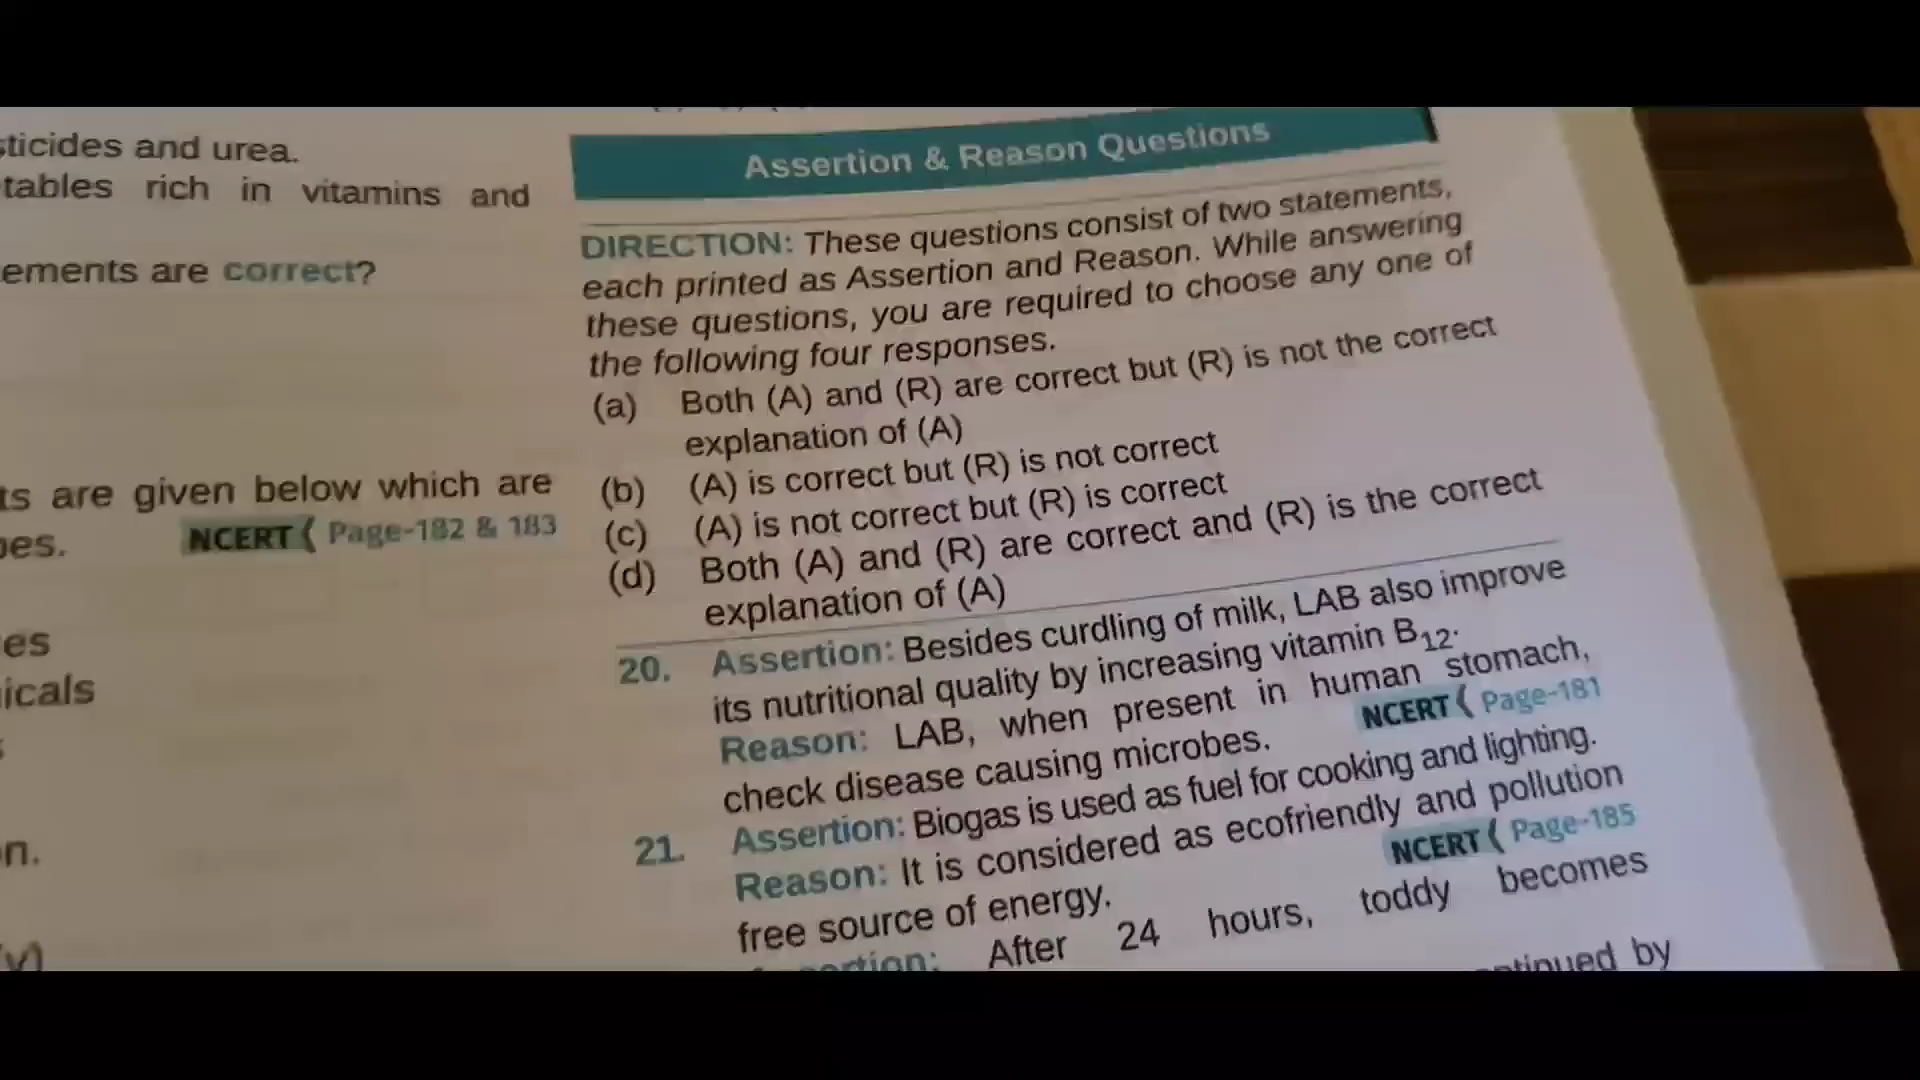 sticides and urea.
tables rich in vitamins and
ements are correct?
ts are given below which are
pes. NCERT Page-182 & 183
es
icals
n.
Assertion & Reason Questions
DIRECTION: These questions consist of two statements,
each printed as Assertion and Reason. While answering
these questions, you are required to choose any one of
the following four responses.
(a) Both (A) and (R) are correct but (R) is not the correct
explanation of (A)
(b) (A) is correct but (R) is not correct
(c) (A) is not correct but (R) is correct
(d) Both (A) and (R) are correct and (R) is the correct
explanation of (A)
20. Assertion: Besides curdling of milk, LAB also improve
its nutritional quality by increasing vitamin B12.
Reason: LAB, when present in human stomach,
check disease causing microbes. NCERT Page-181
21. Assertion: Biogas is used as fuel for cooking and lighting.
Reason: It is considered as ecofriendly and pollution
free source of energy. NCERT Page-185
After 24 hours, toddy becomes
by